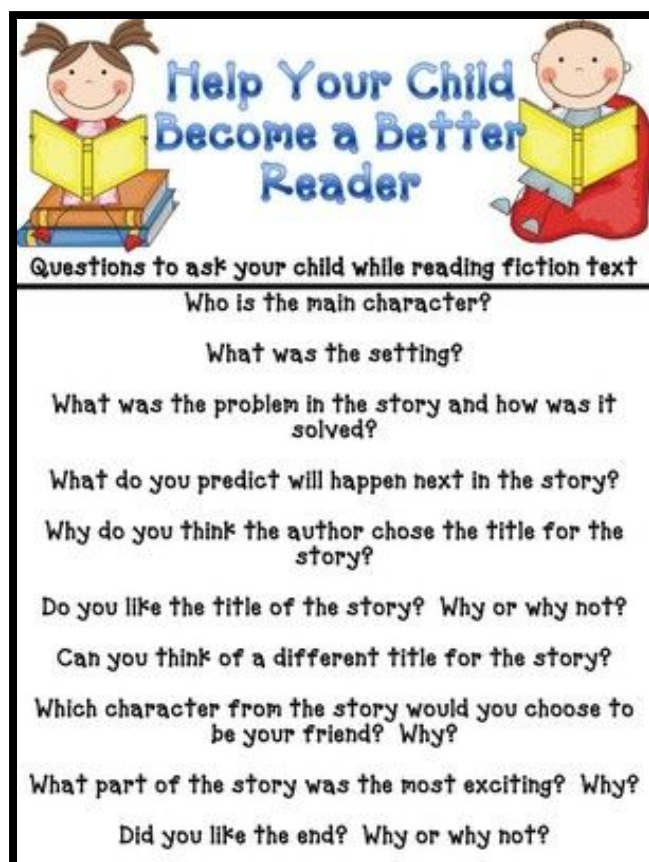 Help Your Child
Become a Better
Reader
Questions to ask your child while reading fiction text
Who is the main character?
What was the setting?
What was the problem in the story and how was it
solved?
What do you predict will happen next in the story?
Why do you think the author chose the title for the
story?
Do you like the title of the story? Why or why not?
Can you think of a different title for the story?
Which character from the story would you choose to
be your friend? Why?
What part of the story was the most exciting? Why?
Did you like the end? Why or why not?